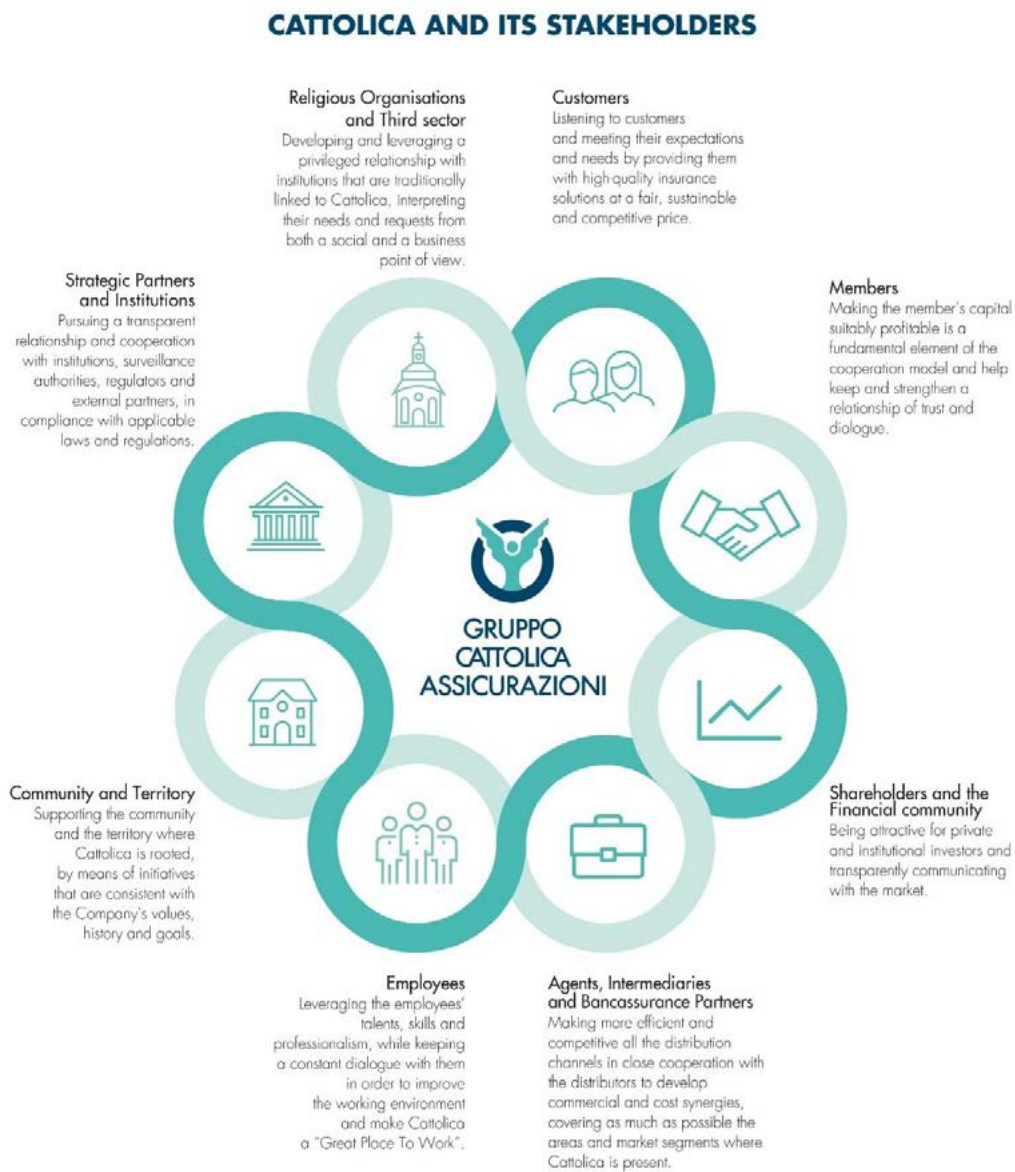 CATTOLICA AND ITS STAKEHOLDERS
Religious Organisations
and Third sector
Developing and leveraging a
privileged relationship with
institutions that are traditionally
linked to Cattolica, interpreting
their needs and requests from
both a social and a business
point of view.
Customers
Listening to customers
and meeting their expectations
and needs by providing them
with high-quality insurance
solutions at a fair, sustainable
and competitive price.
Strategic Partners
and Institutions
Pursuing a transparent
relationship and cooperation
with institutions, surveillance
authorities, regulators and
external partners, in
compliance with applicable
laws and regulations.
Members
Making the member's capital
suitably profitable is a
fundamental element of the
cooperation model and help
keep and strengthen a
relationship of trust and
dialogue.
GRUPPO
CATTOLICA
ASSICURAZIONI
Community and Territory
Supporting the community
and the territory where
Cattolica is rooted,
by means of initiatives
that are consistent with
the Company's values,
history and goals.
Shareholders and the
Financial community
Being attractive for private
and institutional investors and
transparently communicating
with the market.
Employees
Leveraging the employees'
talents, skills and
professionalism, while keeping
a constant dialogue with them
in order to improve
the working environment
and make Cattolica
a "Great Place To Work".
Agents, Intermediaries
and Bancassurance Partners
Making more efficient and
competitive all the distribution
channels in close cooperation with
the distributors to develop
commercial and cost synergies,
covering as much as possible the
areas and market segments where
Cattolica is present.